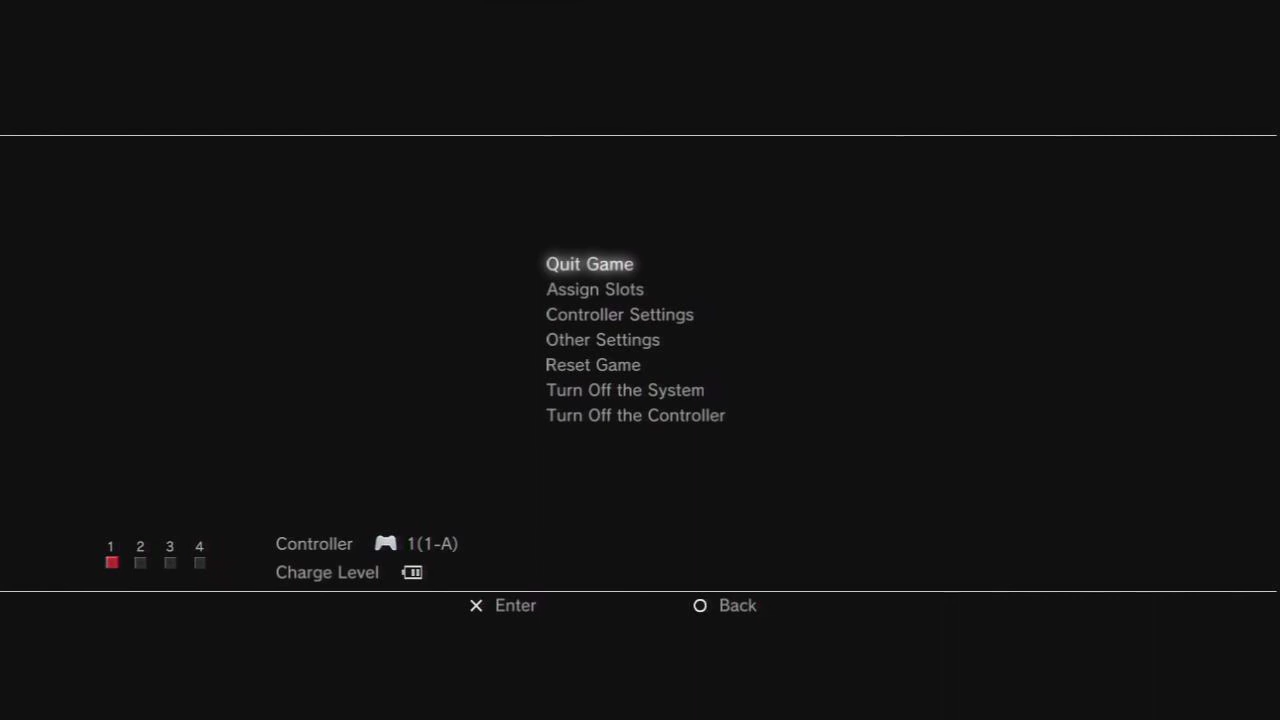 Quit Game
Assign Slots
Controller Settings
Other Settings
Reset Game
Turn Off the System
Turn Off the Controller
1 2 3 4
Controller 1(1-A)
Charge Level
Enter Back